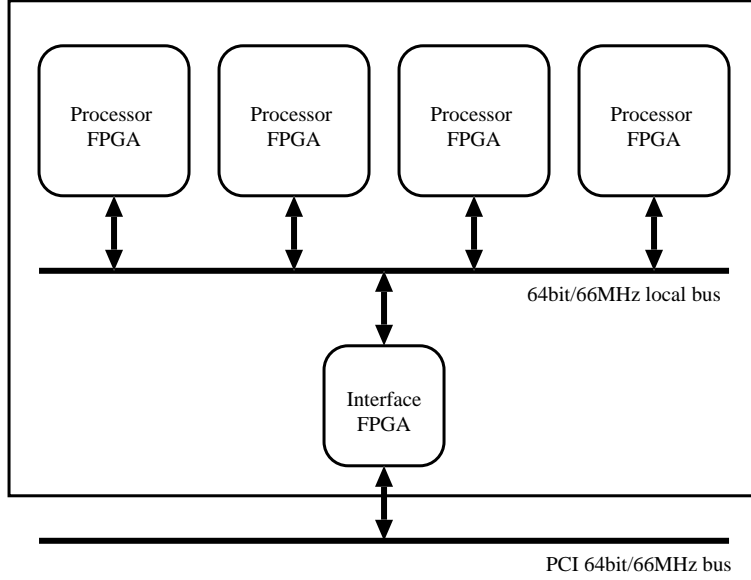 Processor
FPGA
Processor
FPGA
Processor
FPGA
Processor
FPGA
64bit/66MHz local bus
Interface
FPGA
PCI 64bit/66MHz bus